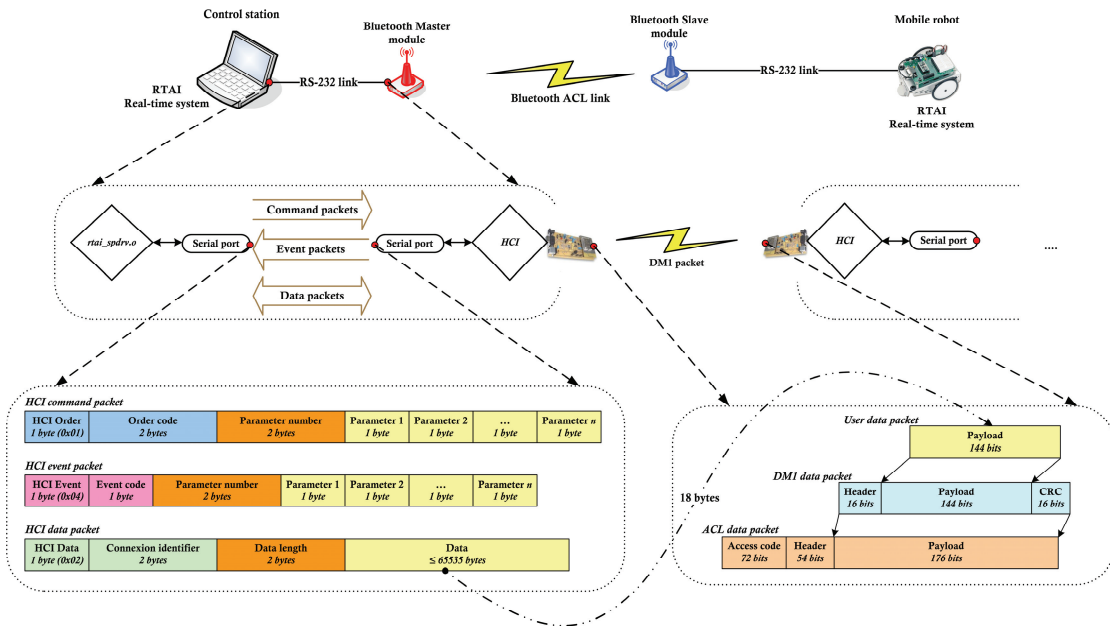 Control station
Bluetooth Master
module
Bluetooth Slave
module
Mobile robot
RS-232 link
RS-232 link
RTAI
Real-time system
Bluetooth ACL link
RTAI
Real-time system
Command packets
rtai_spdrv.o
Serial port
Event packets
Serial port
HCI
DM1 packet
HCI
Serial port
....
Data packets
HCI command packet
HCI Order
1 byte (0x01)
Order code
2 bytes
Parameter number
2 bytes
Parameter 1
1 byte
Parameter 2
1 byte
...
1 byte
Parameter n
1 byte
HCI event packet
HCI Event
1 byte (0x04)
Event code
1 byte
Parameter number
2 bytes
Parameter 1
1 byte
Parameter 2
1 byte
...
1 byte
Parameter n
1 byte
HCI data packet
HCI Data
1 byte (0x02)
Connexion identifier
2 bytes
Data length
2 bytes
Data
≤ 65535 bytes
18 bytes
User data packet
Payload
144 bits
DM1 data packet
Header
16 bits
Payload
144 bits
CRC
16 bits
ACL data packet
Access code
72 bits
Header
54 bits
Payload
176 bits